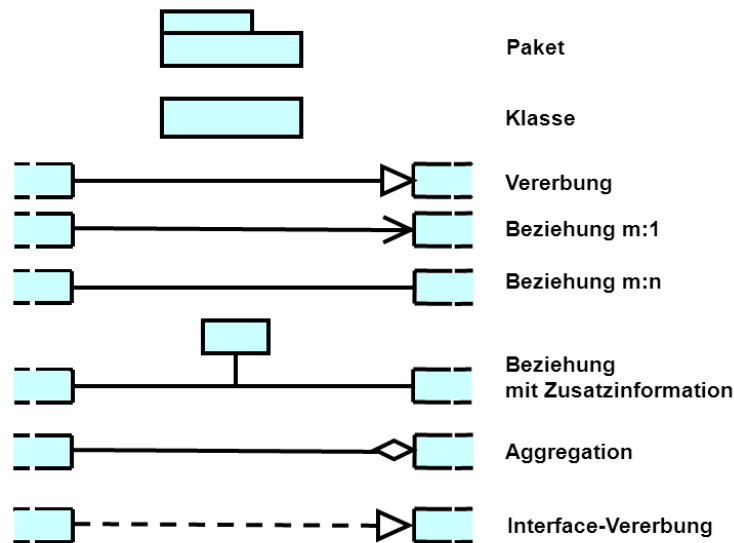 Paket
Klasse
Vererbung
Beziehung m:1
Beziehung m:n
Beziehung
mit Zusatzinformation
Aggregation
Interface-Vererbung